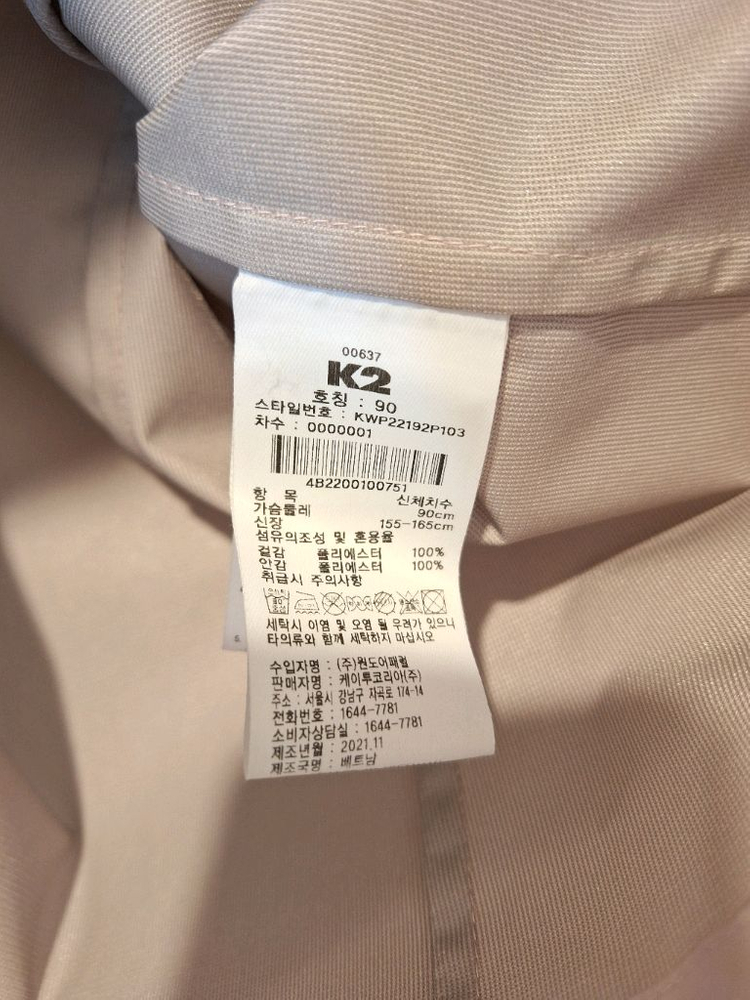 00637
K2
호칭 : 90
스타일번호 : KWP22192P103
차수 : 0000001
4B2200100751
항 목 신체치수
가슴둘레 90cm
신장 155-165cm
섬유의조성 및 혼용율
겉감 폴리에스터 100%
안감 폴리에스터 100%
취급시 주의사항
세탁시 이염 및 오염 될 우려가 있으니
타의류와 함께 세탁하지 마십시오
수입자명 : (주)원도어패럴
판매자명 : 케이투코리아(주)
주소 : 서울시 강남구 자곡로 174-14
전화번호 : 1644-7781
소비자상담실 : 1644-7781
제조년월 : 2021.11
제조국명 : 베트남